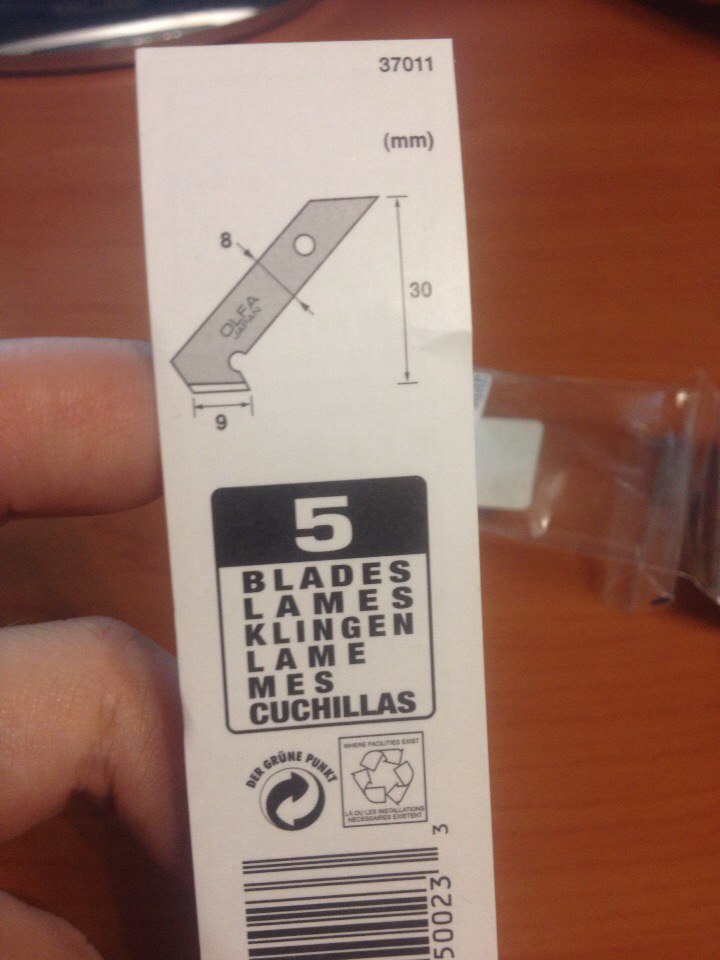 37011
(mm)
8
OLFA
JAPAN
30
9
5
BLADES
LAMES
KLINGEN
LAME
MES
CUCHILLAS
DER GRÜNE PUNKT
WHERE FACILITIES EXIST
LÀ OU LES INSTALLATIONS
NÉCESSAIRES EXISTENT
50023 3